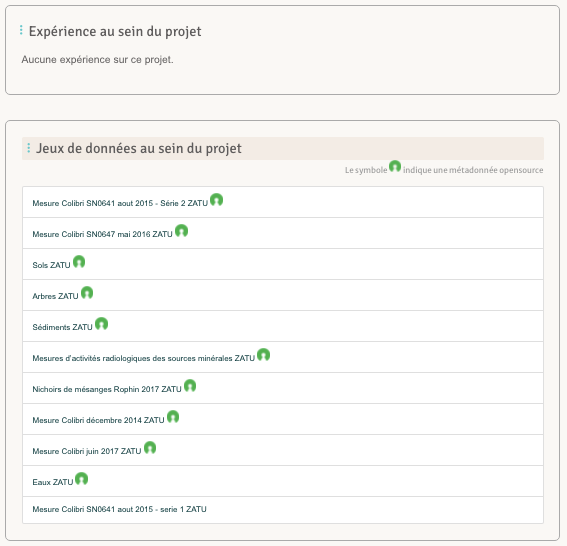 Expérience au sein du projet
Aucune expérience sur ce projet.
Jeux de données au sein du projet
Le symbole indique une métadonnée opensource
Mesure Colibri SN0641 aout 2015 - Série 2 ZATU
Mesure Colibri SN0647 mai 2016 ZATU
Sols ZATU
Arbres ZATU
Sédiments ZATU
Mesures d'activités radiologiques des sources minérales ZATU
Nichoirs de mésanges Rophin 2017 ZATU
Mesure Colibri décembre 2014 ZATU
Mesure Colibri juin 2017 ZATU
Eaux ZATU
Mesure Colibri SN0641 aout 2015 - serie 1 ZATU